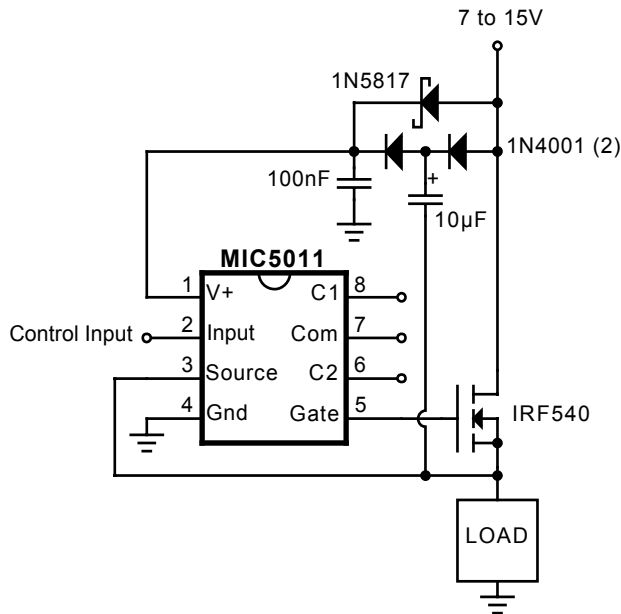 7 to 15V
1N5817
1N4001 (2)
100nF
+
10µF
MIC5011
1 V+ C1 8
Control Input 2 Input Com 7
3 Source C2 6
4 Gnd Gate 5
IRF540
LOAD